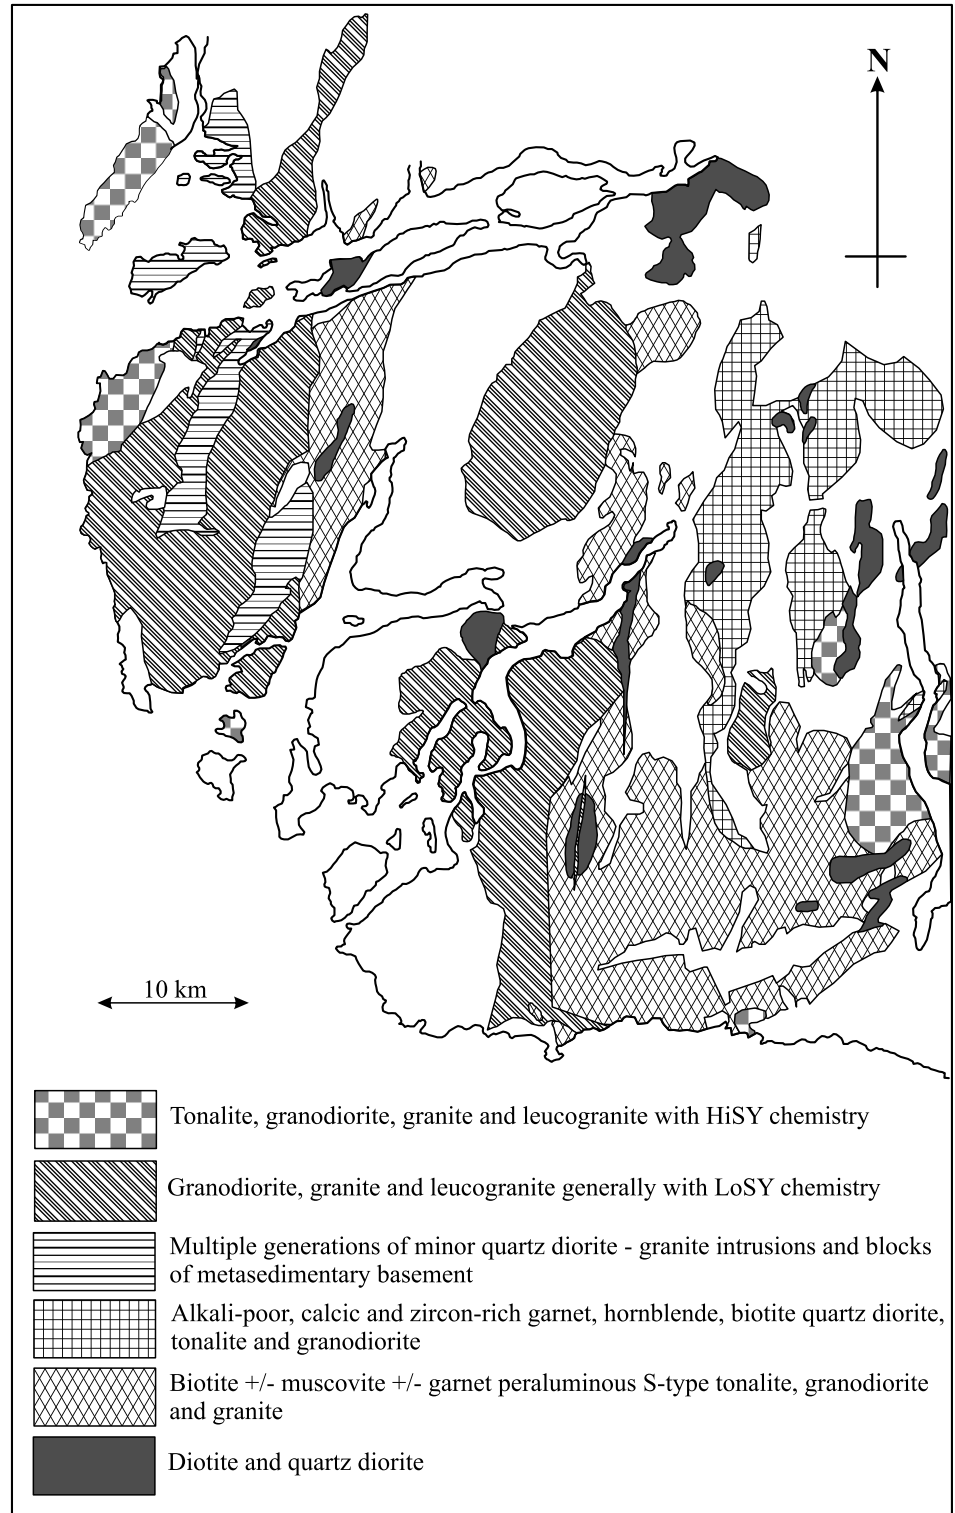 N
10 km
Tonalite, granodiorite, granite and leucogranite with HiSY chemistry
Granodiorite, granite and leucogranite generally with LoSY chemistry
Multiple generations of minor quartz diorite - granite intrusions and blocks
of metasedimentary basement
Alkali-poor, calcic and zircon-rich garnet, hornblende, biotite quartz diorite,
tonalite and granodiorite
Biotite +/- muscovite +/- garnet peraluminous S-type tonalite, granodiorite
and granite
Diotite and quartz diorite